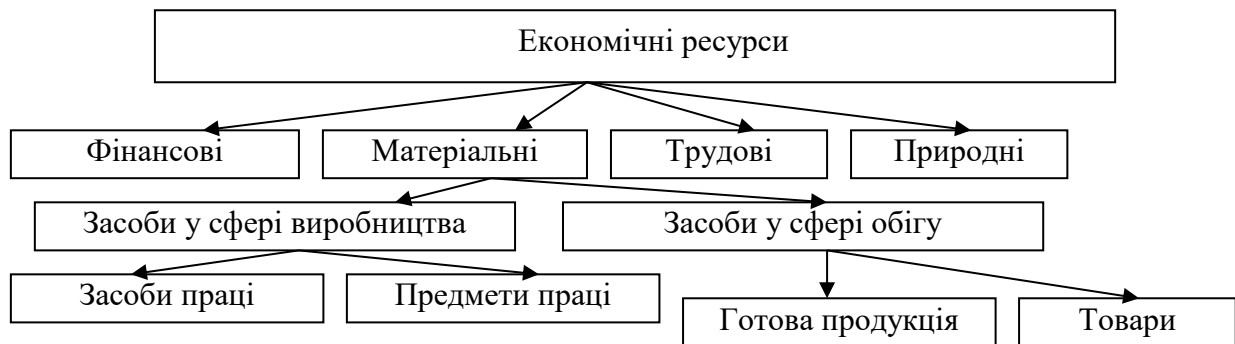 Економічні ресурси
Фінансові
Матеріальні
Трудові
Природні
Засоби у сфері виробництва
Засоби у сфері обігу
Засоби праці
Предмети праці
Готова продукція
Товари